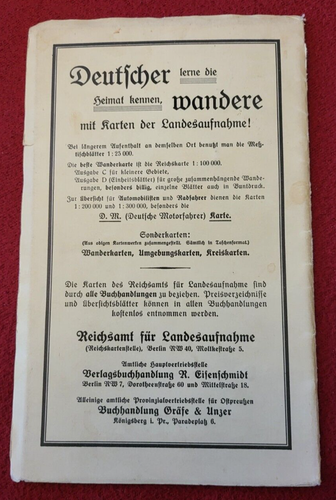 Deutscher lerne die
Heimat kennen, wandere
mit Karten der Landesaufnahme!
Bei längerem Aufenthalt an demselben Ort benutzt man die Meß-
tischblätter 1:25 000.
Die beste Wanderkarte ist die Reichskarte 1:100 000.
Ausgabe C für kleinere Gebiete,
Ausgabe D (Einheitsblätter) für große zusammenhängende Wande-
rungen, besonders billig, einzelne Blätter auch in Buntdruck.
Zur Übersicht für Automobilisten und Radfahrer dienen die Karten
1:200 000 und 1:300 000, besonders die
D. M. (Deutsche Motorfahrer) Karte.
Sonderkarten:
(Aus obigen Kartenwerken zusammengestellt. Sämtlich in Taschenformat.)
Wanderkarten, Umgebungskarten, Kreiskarten.
Die Karten des Reichsamts für Landesaufnahme sind
durch alle Buchhandlungen zu beziehen. Preisverzeichnisse
und Übersichtsblätter können in allen Buchhandlungen
kostenlos entnommen werden.
Reichsamt für Landesaufnahme
(Reichskartenstelle), Berlin NW 40, Moltkestraße 5.
Amtliche Hauptvertriebsstelle
Verlagsbuchhandlung R. Eisenschmidt
Berlin NW 7, Dorotheenstraße 60 und Mittelstraße 18.
Alleinige amtliche Provinzialvertriebsstelle für Ostpreußen
Buchhandlung Gräfe & Unzer
Königsberg i. Pr., Paradeplatz 6.